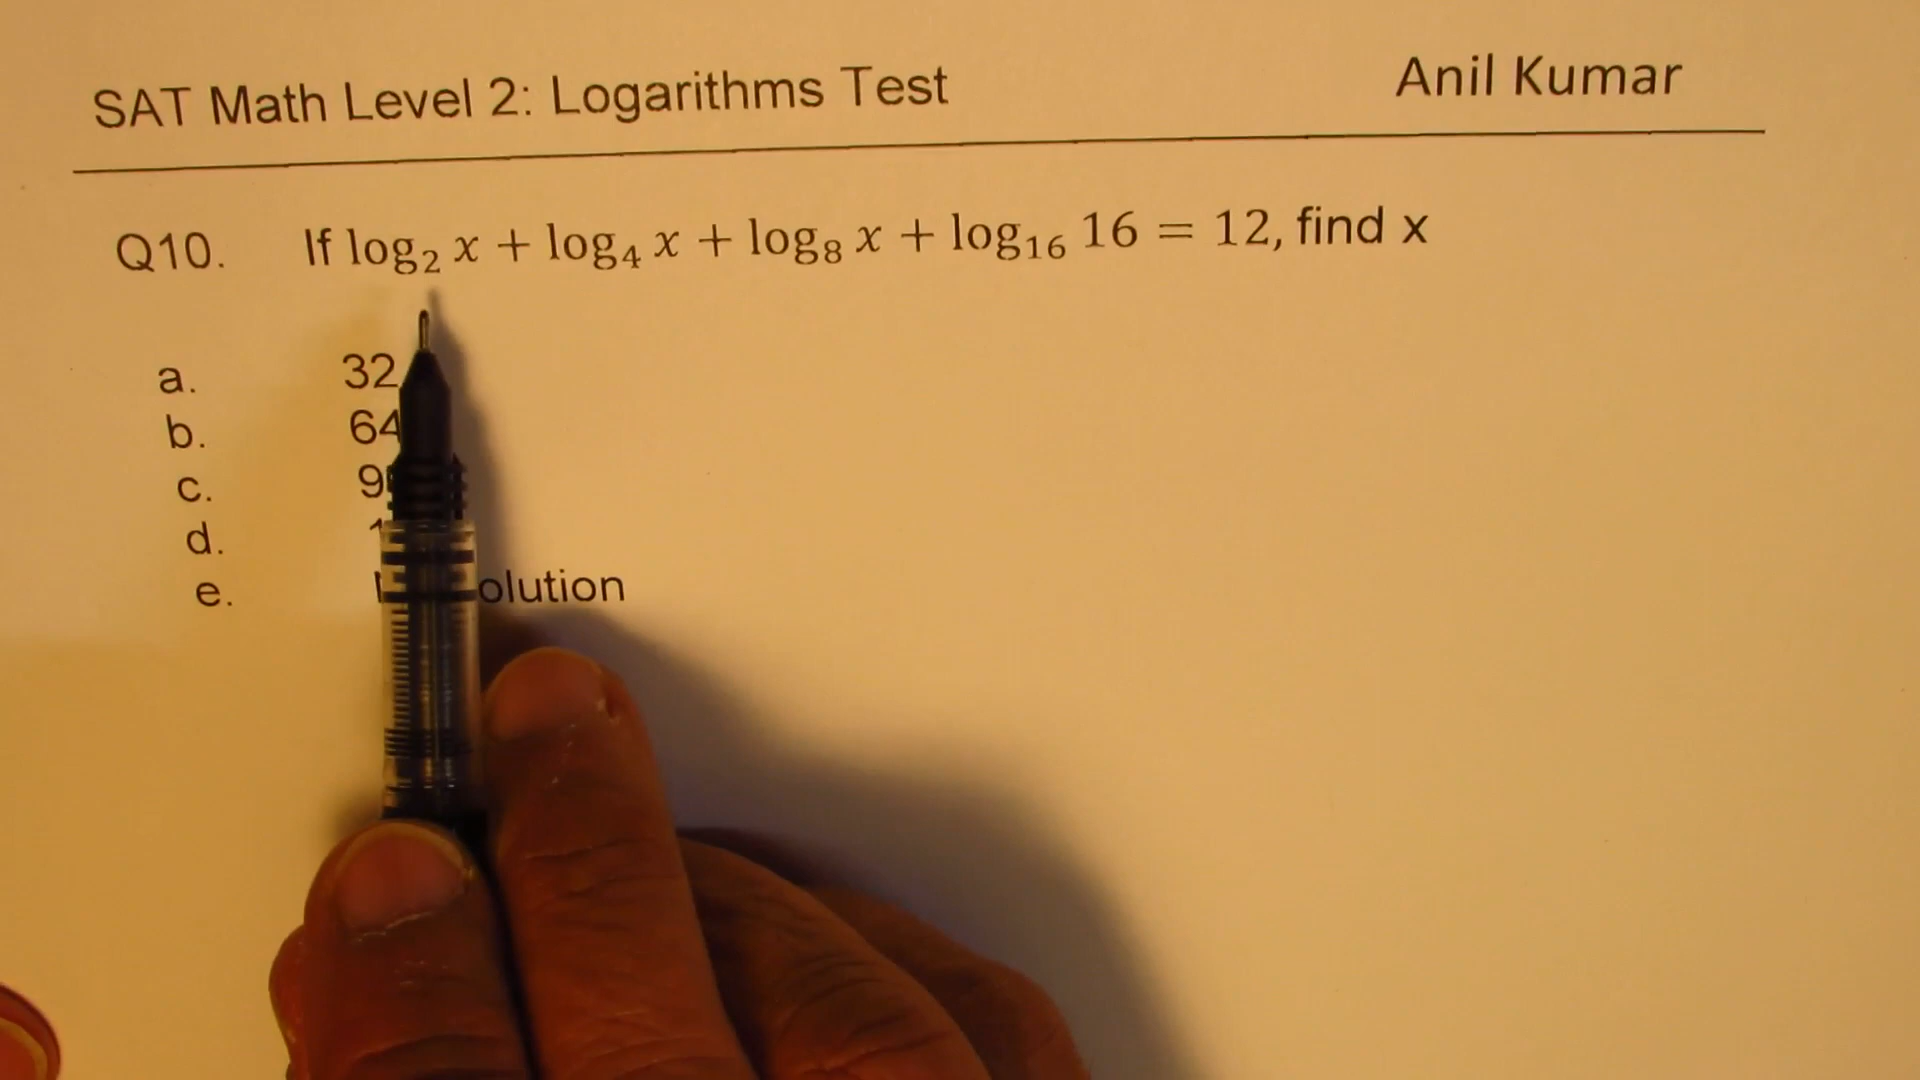 SAT Math Level 2: Logarithms Test
Anil Kumar
Q10. If log₂ x + log₄ x + log₈ x + log₁₆ 16 = 12, find x
a. 32
b. 64
c.
d.
e. olution